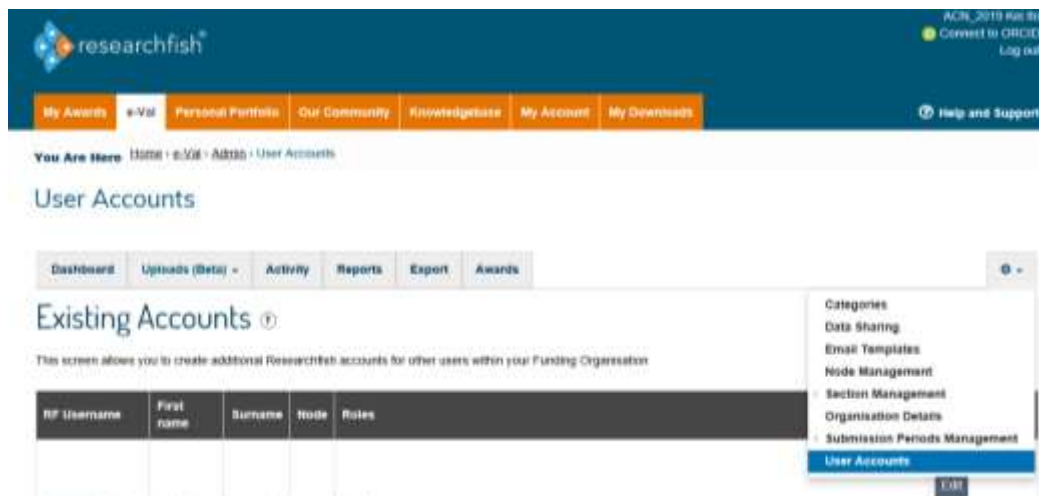 ACN_2019
researchfish
Connect to ORCID
Log out
My Awards e-Val Personal Portfolio Our Community Knowledgebase My Account My Downloads
Help and Support
You Are Here Home › e-Val › Admin › User Accounts
User Accounts
Dashboard Uploads (Beta) Activity Reports Export Awards
Categories
Existing Accounts ?
Data Sharing
Email Templates
This screen allows you to create additional Researchfish accounts for other users within your Funding Organisation
Node Management
Section Management
RF Username First name Surname Node Roles
Organisation Details
Submission Periods Management
User Accounts
Edit